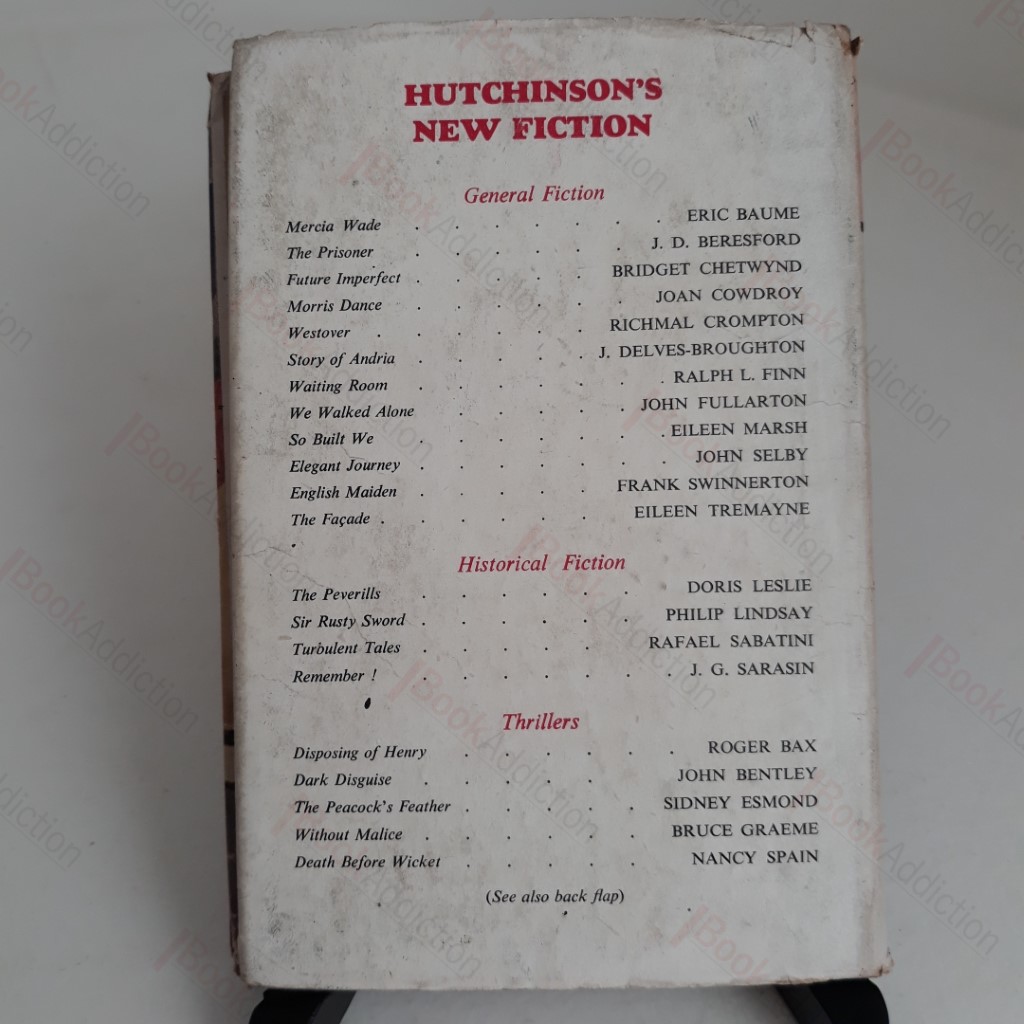 HUTCHINSON'S
NEW FICTION
General Fiction
Mercia Wade . . . . . . ERIC BAUME
The Prisoner . . . . . J. D. BERESFORD
Future Imperfect . . . . BRIDGET CHETWYND
Morris Dance . . . . . JOAN COWDROY
Westover . . . . . RICHMAL CROMPTON
Story of Andria . . . . . J. DELVES-BROUGHTON
Waiting Room . . . . . . RALPH L. FINN
We Walked Alone . . . . . JOHN FULLARTON
So Built We . . . . . . EILEEN MARSH
Elegant Journey . . . . . . JOHN SELBY
English Maiden . . . . . FRANK SWINNERTON
The Façade . . . . . . EILEEN TREMAYNE
Historical Fiction
The Peverills . . . . . . DORIS LESLIE
Sir Rusty Sword . . . . . . PHILIP LINDSAY
Turbulent Tales . . . . . RAFAEL SABATINI
Remember ! . . . . . . . J. G. SARASIN
Thrillers
Disposing of Henry . . . . . . ROGER BAX
Dark Disguise . . . . . JOHN BENTLEY
The Peacock's Feather . . . . . SIDNEY ESMOND
Without Malice . . . . . . BRUCE GRAEME
Death Before Wicket . . . . . NANCY SPAIN
(See also back flap)
BookAddiction